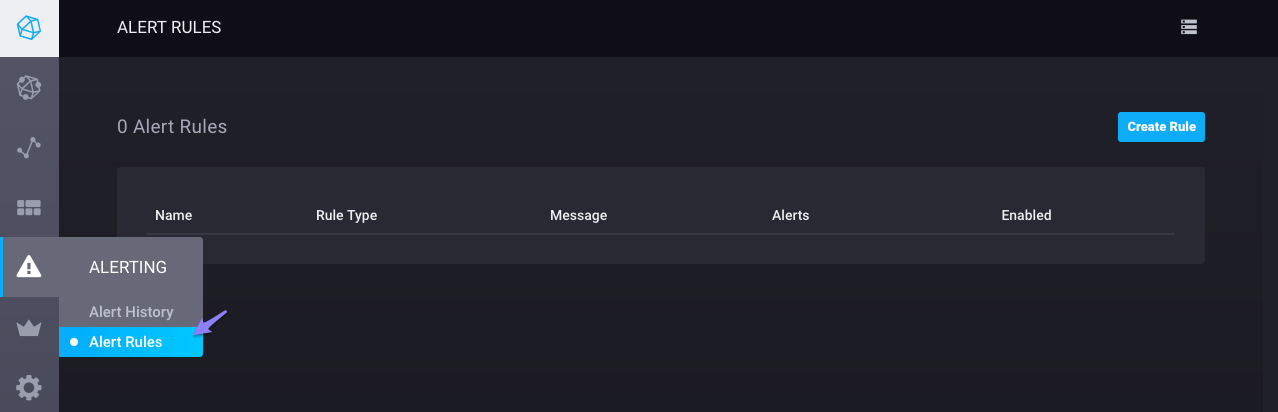 ALERT RULES
0 Alert Rules
Create Rule
Name Rule Type Message Alerts Enabled
ALERTING
Alert History
Alert Rules